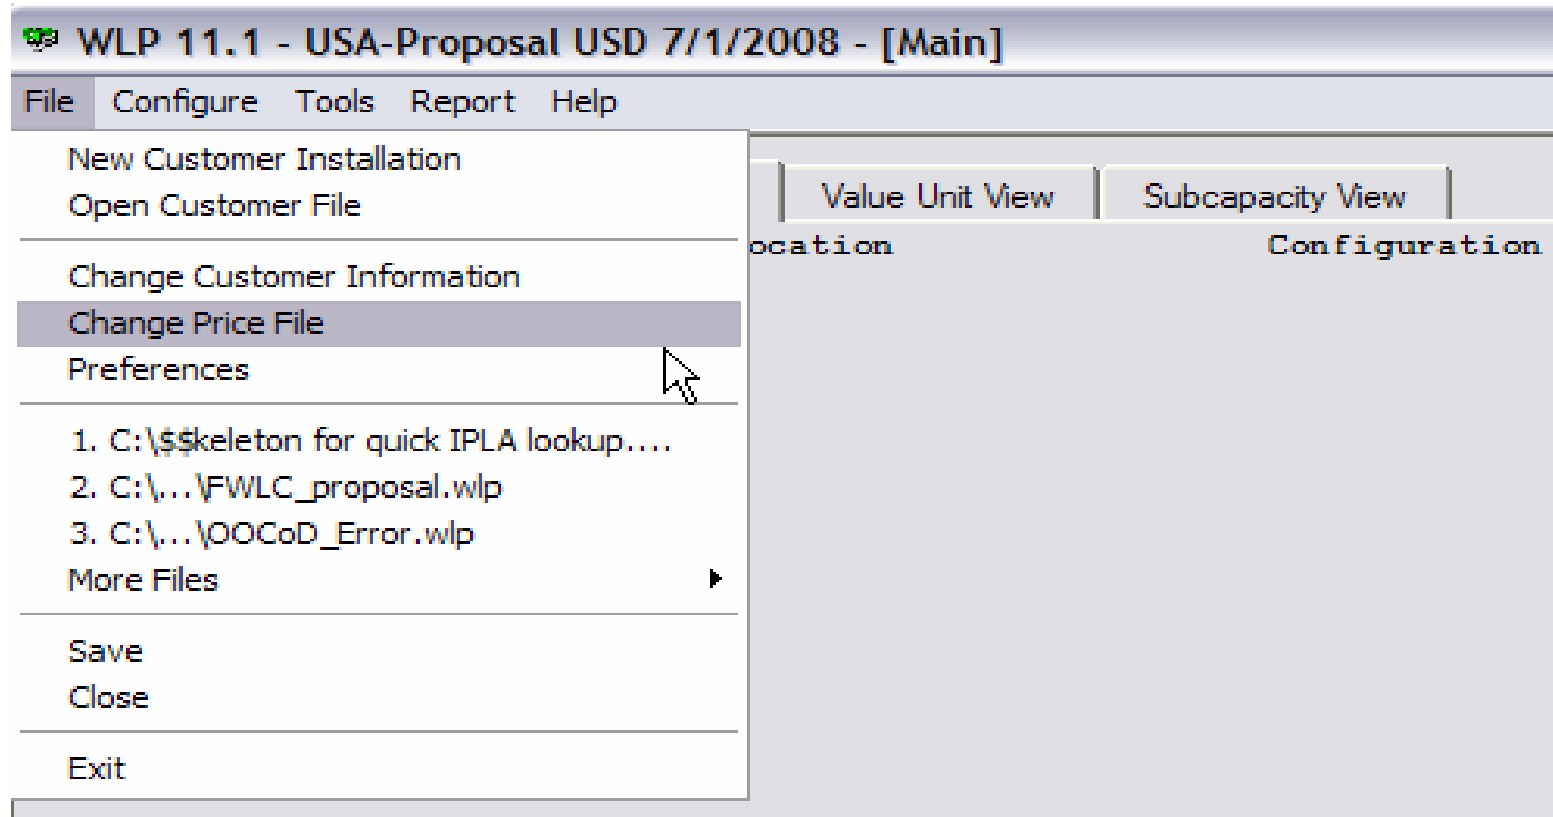 WLP 11.1 - USA-Proposal USD 7/1/2008 - [Main]
File Configure Tools Report Help
New Customer Installation
Open Customer File
Value Unit View Subcapacity View
ocation Configuration
Change Customer Information
Change Price File
Preferences
1. C:\$$keleton for quick IPLA lookup....
2. C:\...\FWLC_proposal.wlp
3. C:\...\OOCoD_Error.wlp
More Files
Save
Close
Exit